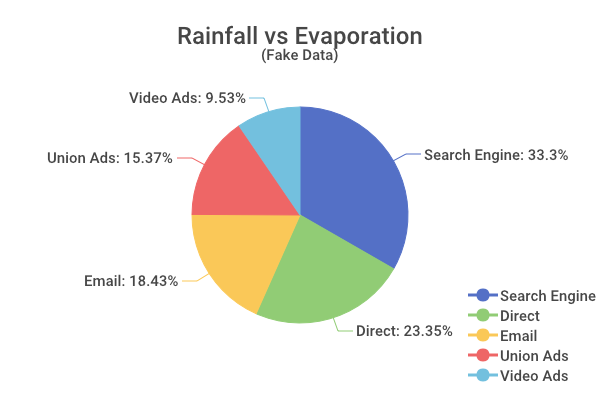 Rainfall vs Evaporation
(Fake Data)
Video Ads: 9.53%
Search Engine: 33.3%
Union Ads: 15.37%
Email: 18.43%
Direct: 23.35%
Search Engine
Direct
Email
Union Ads
Video Ads